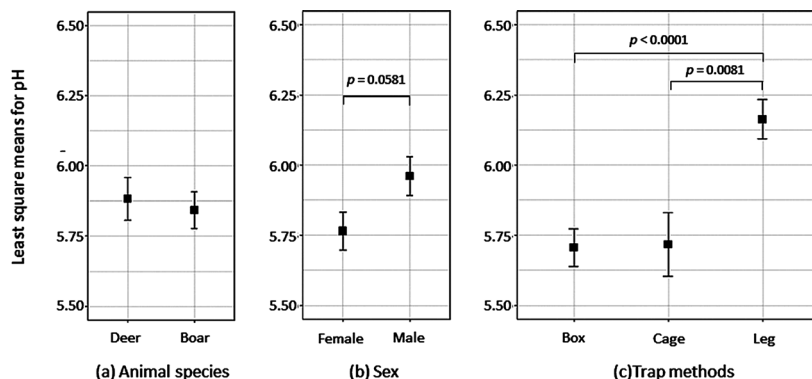 Least square means for pH
6.50
6.25
6.00
5.75
5.50
Deer Boar
(a) Animal species
6.50
6.25
6.00
5.75
5.50
p = 0.0581
Female Male
(b) Sex
6.50
6.25
6.00
5.75
5.50
p < 0.0001
p = 0.0081
Box Cage Leg
(c)Trap methods